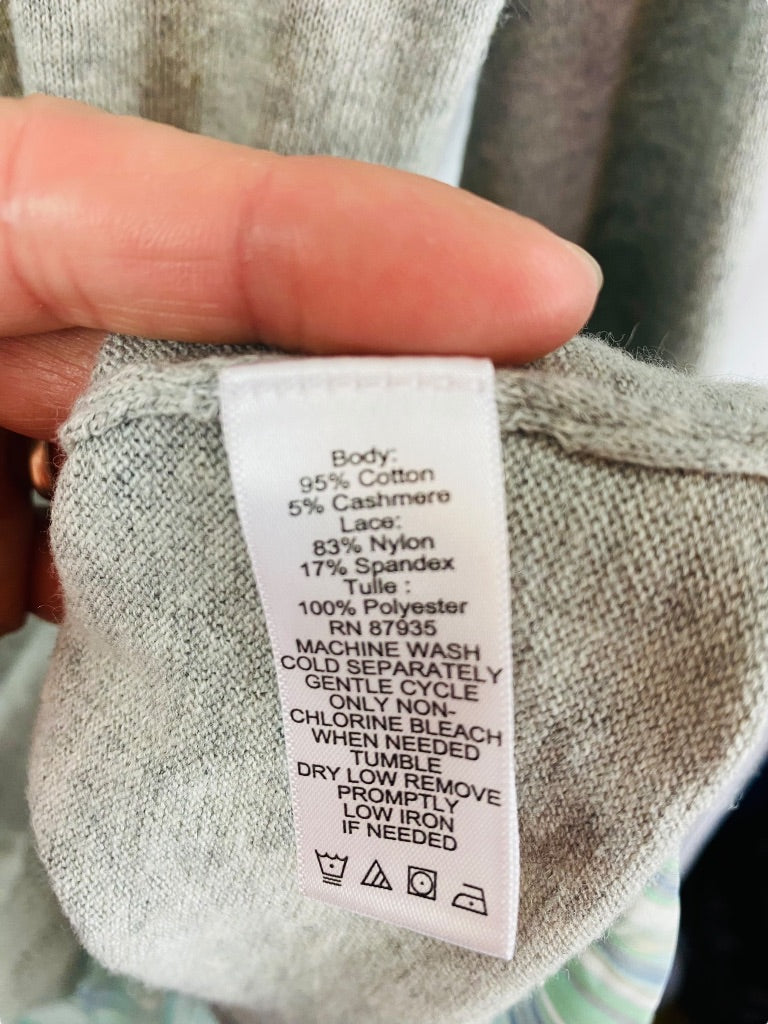 Body:
95% Cotton
5% Cashmere
Lace:
83% Nylon
17% Spandex
Tulle :
100% Polyester
RN 87935
MACHINE WASH
COLD SEPARATELY
GENTLE CYCLE
ONLY NON-
CHLORINE BLEACH
WHEN NEEDED
TUMBLE
DRY LOW REMOVE
PROMPTLY
LOW IRON
IF NEEDED